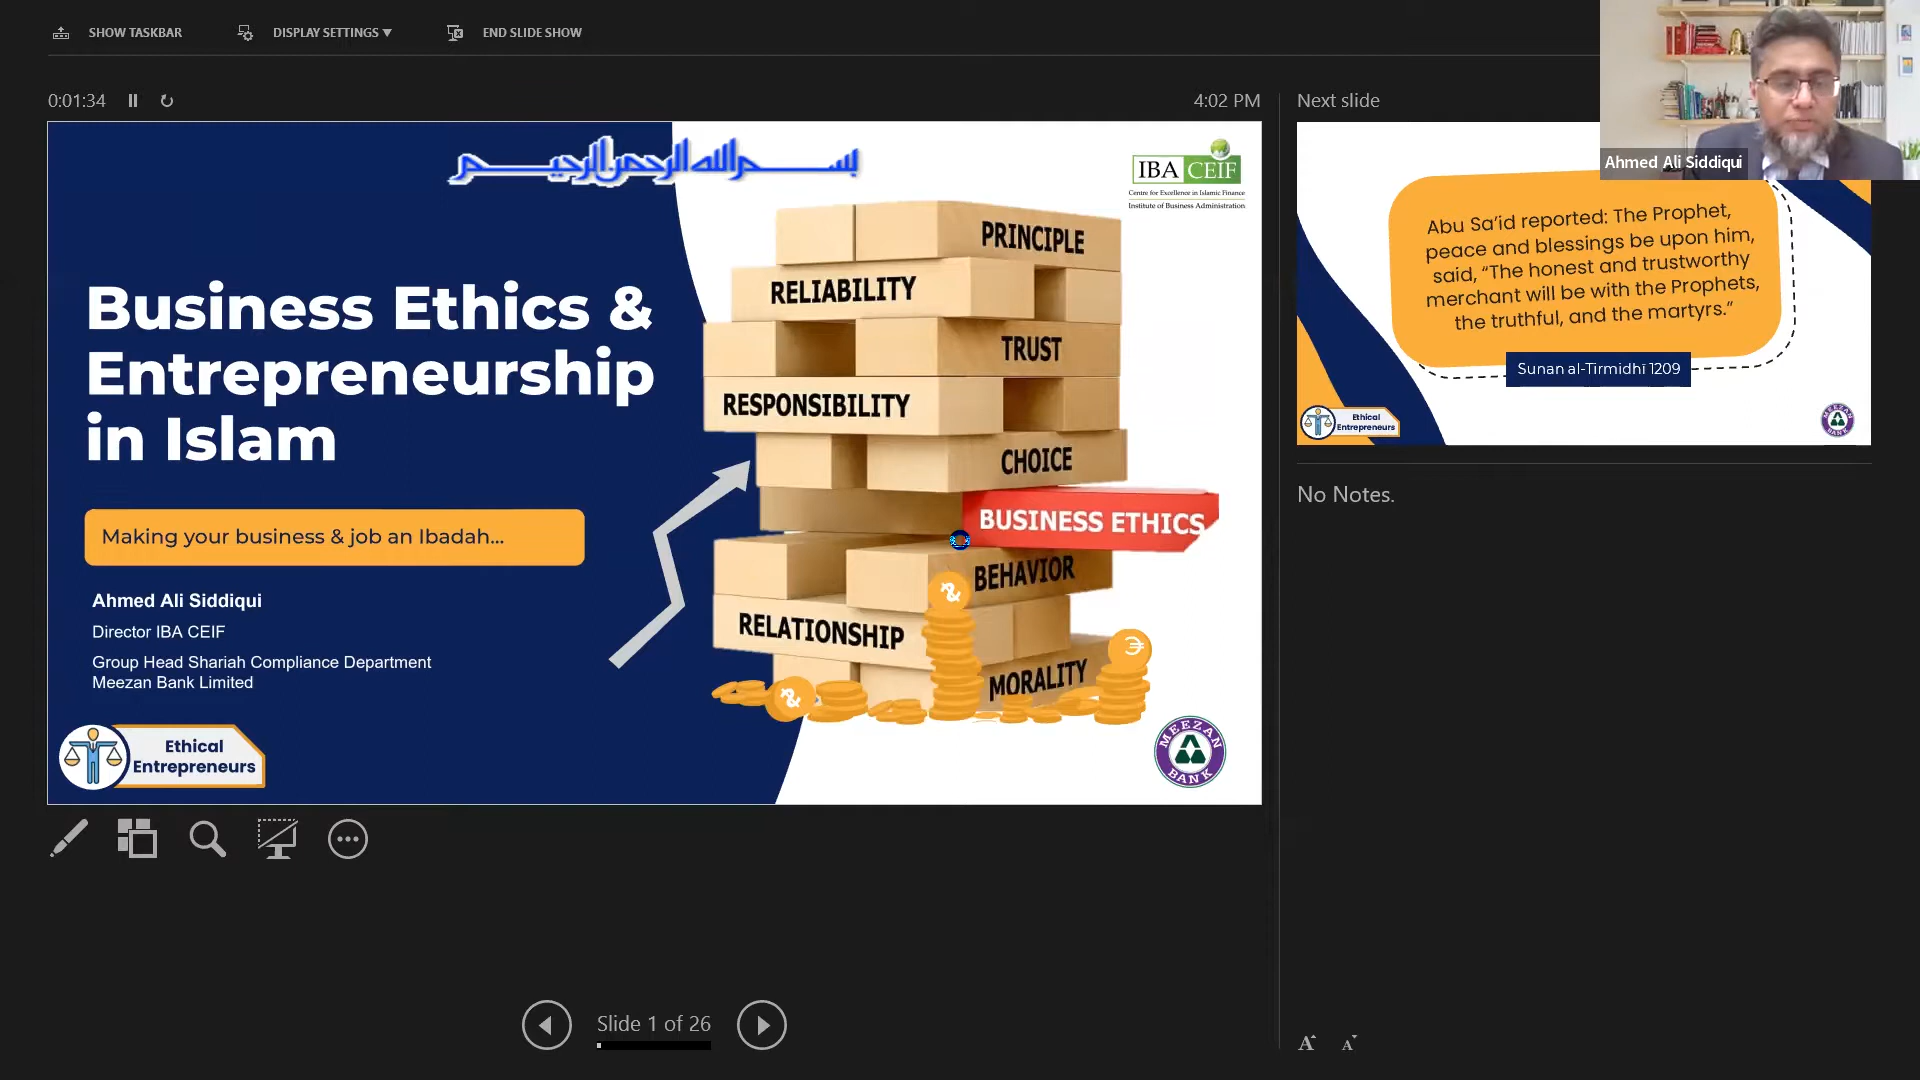 SHOW TASKBAR
DISPLAY SETTINGS ▼
END SLIDE SHOW
0:01:34
4:02 PM
بسم الله الرحمن الرحيم
IBA CEIF
Centre for Excellence in Islamic Finance
Institute of Business Administration
Business Ethics &
Entrepreneurship
in Islam
Making your business & job an Ibadah...
Ahmed Ali Siddiqui
Director IBA CEIF
Group Head Shariah Compliance Department
Meezan Bank Limited
Ethical
Entrepreneurs
PRINCIPLE
RELIABILITY
TRUST
RESPONSIBILITY
CHOICE
BUSINESS ETHICS
BEHAVIOR
RELATIONSHIP
MORALITY
MEEZAN
BANK
Slide 1 of 26
Next slide
Ahmed Ali Siddiqui
Abu Sa’id reported: The Prophet,
peace and blessings be upon him,
said, “The honest and trustworthy
merchant will be with the Prophets,
the truthful, and the martyrs.”
Sunan al-Tirmidhī 1209
Ethical
Entrepreneurs
MEEZAN
BANK
No Notes.
A A